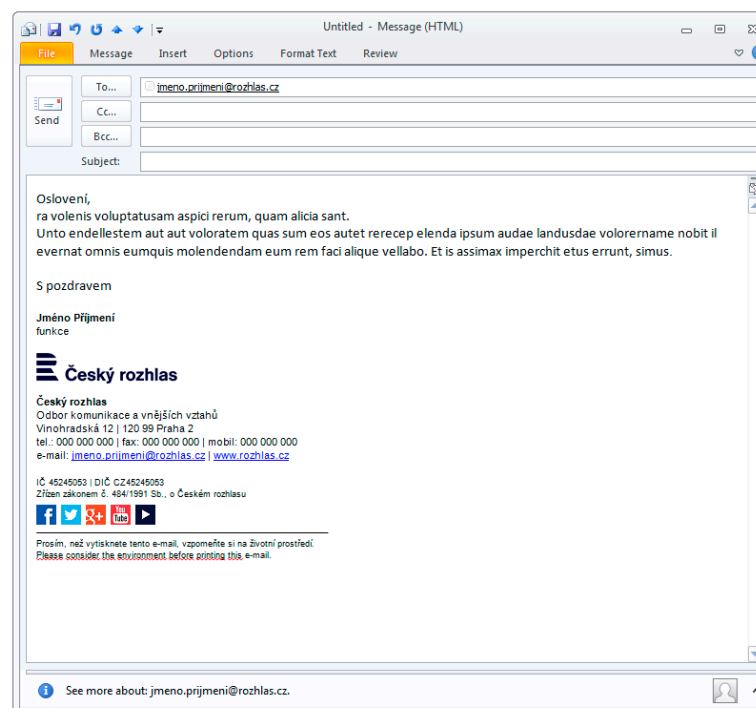 Untitled - Message (HTML)
File Message Insert Options Format Text Review
Send
To... jmeno.prijmeni@rozhlas.cz
Cc...
Bcc...
Subject:
Oslovení,
ra volenis voluptatusam aspici rerum, quam alicia sant.
Unto endellestem aut aut voloratem quas sum eos autet rerecep elenda ipsum audae landusdae volorername nobit il
evernat omnis eumquis molendendam eum rem faci alique vellabo. Et is assimax imperchit etus errunt, simus.
S pozdravem
Jméno Příjmení
funkce
Český rozhlas
Český rozhlas
Odbor komunikace a vnějších vztahů
Vinohradská 12 | 120 99 Praha 2
tel.: 000 000 000 | fax: 000 000 000 | mobil: 000 000 000
e-mail: jmeno.prijmeni@rozhlas.cz | www.rozhlas.cz
IČ 45245053 | DIČ CZ45245053
Zřízen zákonem č. 484/1991 Sb., o Českém rozhlasu
f g+ You Tube
Prosím, než vytisknete tento e-mail, vzpomeňte si na životní prostředí.
Please consider the environment before printing this e-mail.
See more about: jmeno.prijmeni@rozhlas.cz.